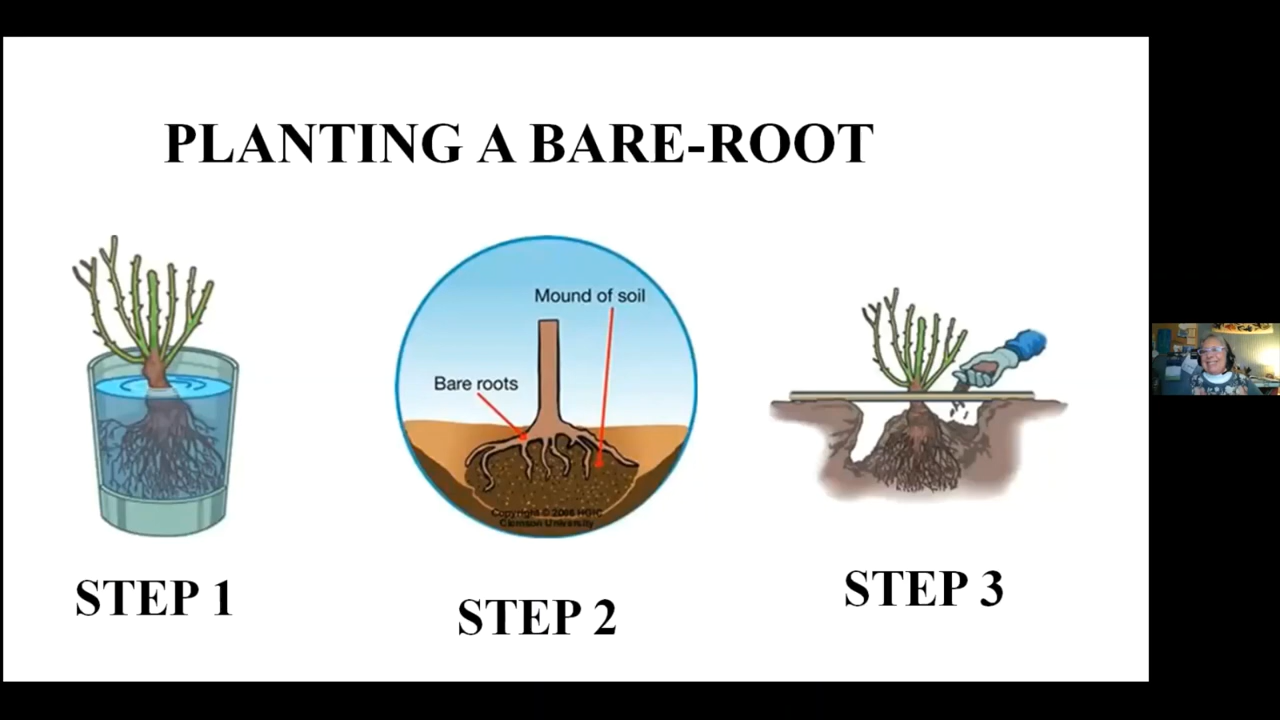 PLANTING A BARE-ROOT
Mound of soil
Bare roots
Copyright © 2006 HGIC
Clemson University
STEP 1
STEP 2
STEP 3